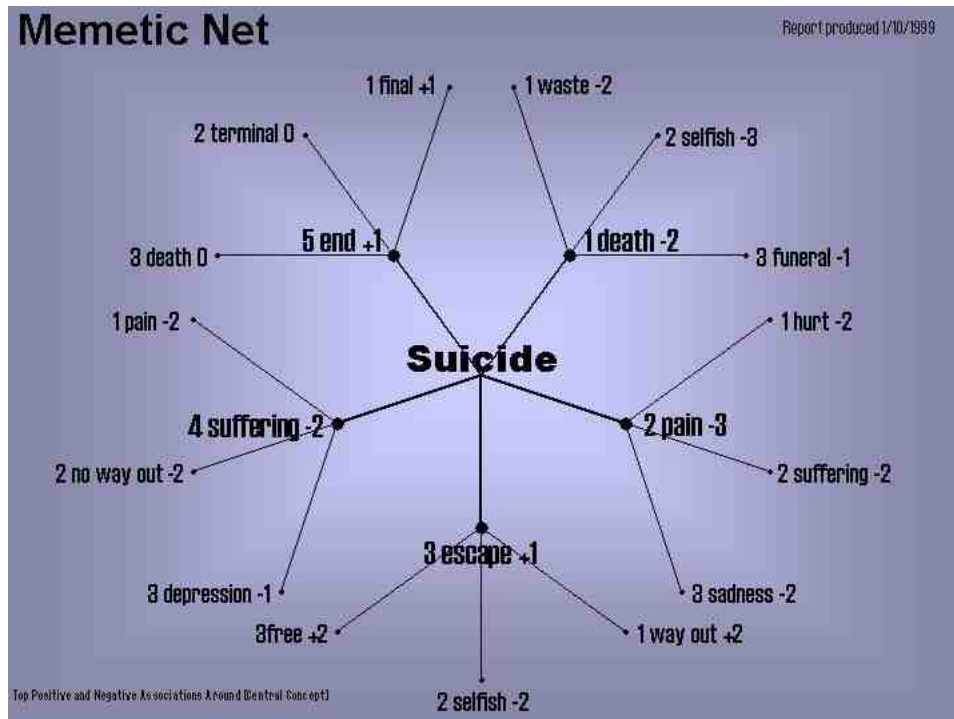 Memetic Net
Report produced 1/10/1999
1 final +1
1 waste -2
2 terminal 0
2 selfish -3
5 end +1
1 death -2
3 death 0
3 funeral -1
1 pain -2
1 hurt -2
Suicide
4 suffering -2
2 pain -3
2 no way out -2
2 suffering -2
3 escape +1
3 depression -1
3 sadness -2
3free +2
1 way out +2
2 selfish -2
Top Positive and Negative Associations Around [Central Concept]